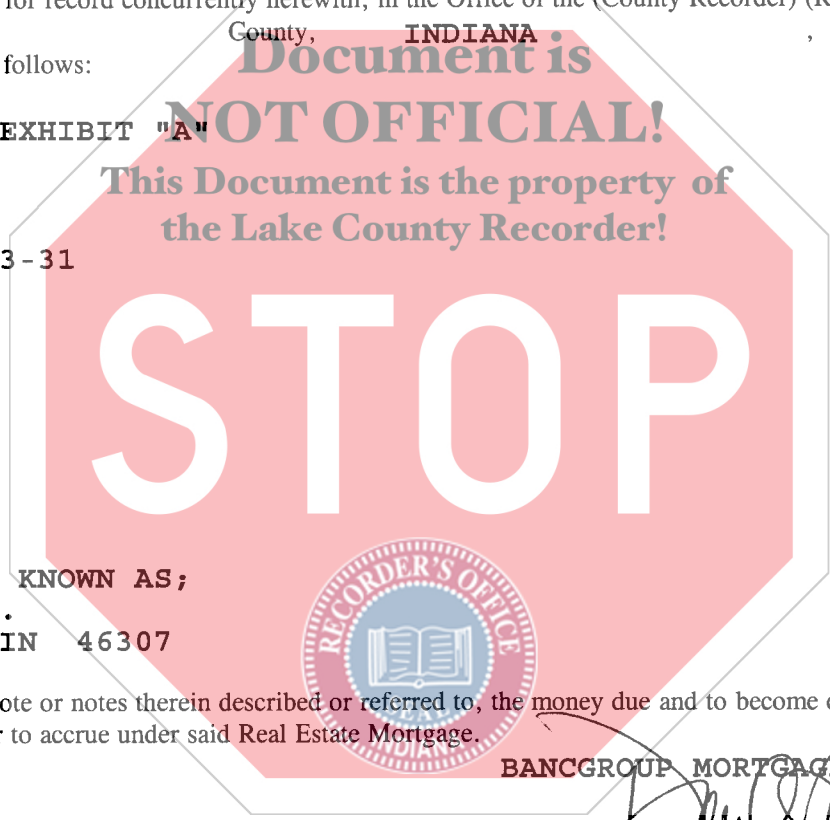 for record concurrently herewith, in the Office of the (County Recorder) (R
County, INDIANA ,
follows:
Document is
EXHIBIT "A"
NOT OFFICIAL!
This Document is the property of
the Lake County Recorder!
3-31
STOP
KNOWN AS;
.
IN 46307
RECORDER'S OFFICE
SEAL
INDIANA
ote or notes therein described or referred to, the money due and to become
r to accrue under said Real Estate Mortgage.
BANCGROUP MORTGAG